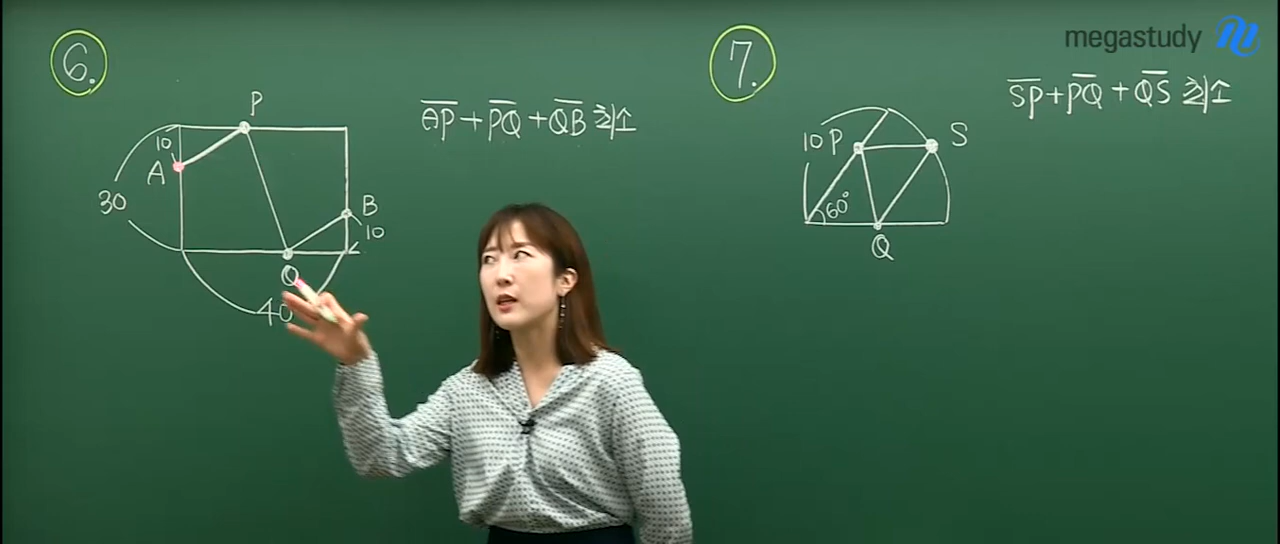 6.
P
AP+PQ+QB 최소
10
A
30
B
10
Q
40
7.
megastudy
SP+PQ+QS 최소
10
P
S
60°
Q